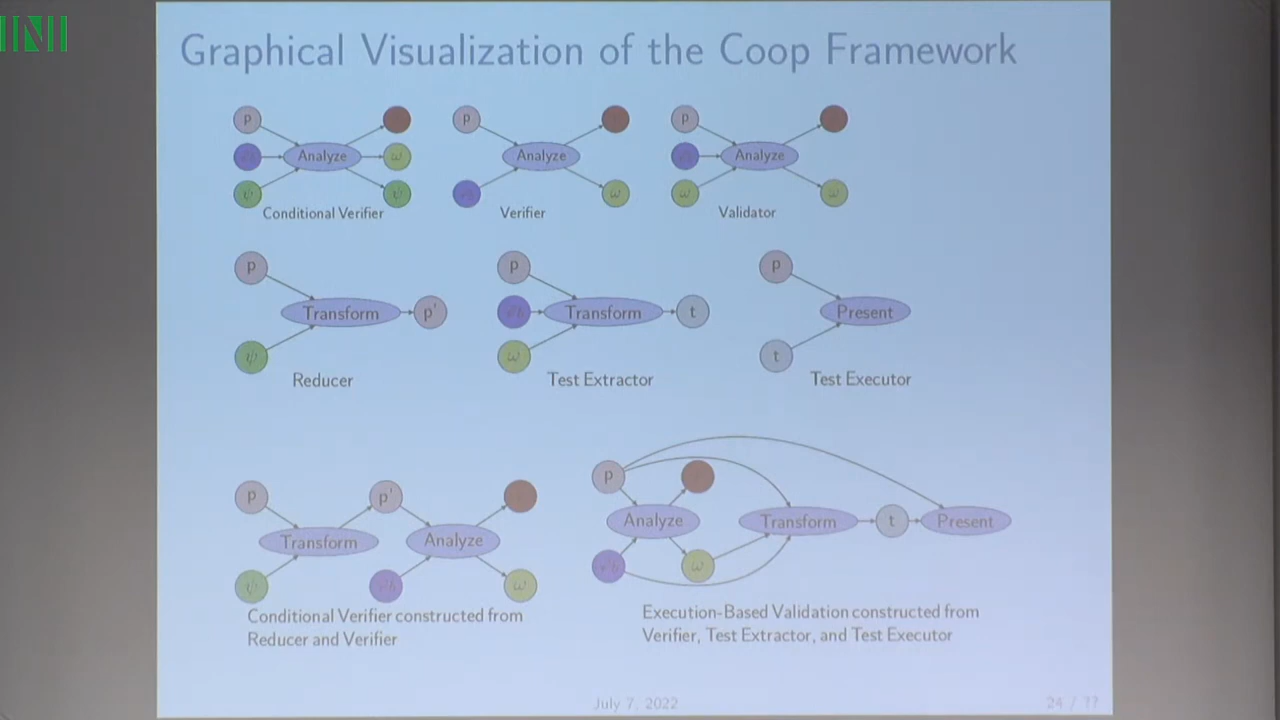 INI
Graphical Visualization of the Coop Framework
p
Analyze
ω
ψ
ψ
Conditional Verifier
p
Analyze
ω
Verifier
p
Analyze
ω
ω
Validator
p
Transform
p'
ψ
Reducer
p
Transform
t
ω
Test Extractor
p
Present
t
Test Executor
p
p'
Transform
Analyze
ψ
ω
Conditional Verifier constructed from
Reducer and Verifier
p
Analyze
Transform
t
Present
ω
Execution-Based Validation constructed from
Verifier, Test Extractor, and Test Executor
July 7, 2022
24 / ??